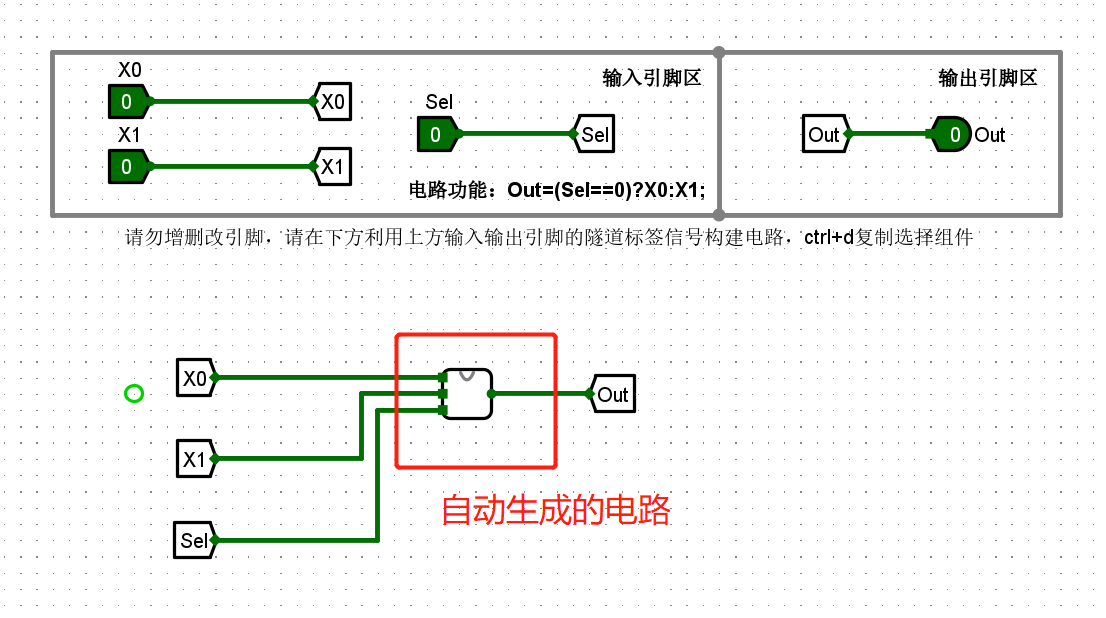 X0
0
X0
X1
0
X1
Sel
0
Sel
输入引脚区
电路功能：Out=(Sel==0)?X0:X1;
输出引脚区
Out
0
Out
请勿增删改引脚，请在下方利用上方输入输出引脚的隧道标签信号构建电路，ctrl+d复制选择组件
X0
X1
Sel
Out
自动生成的电路